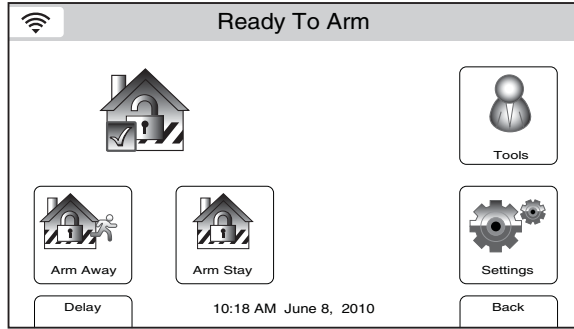 Ready To Arm
Tools
Arm Away
Arm Stay
Settings
Delay
10:18 AM June 8, 2010
Back